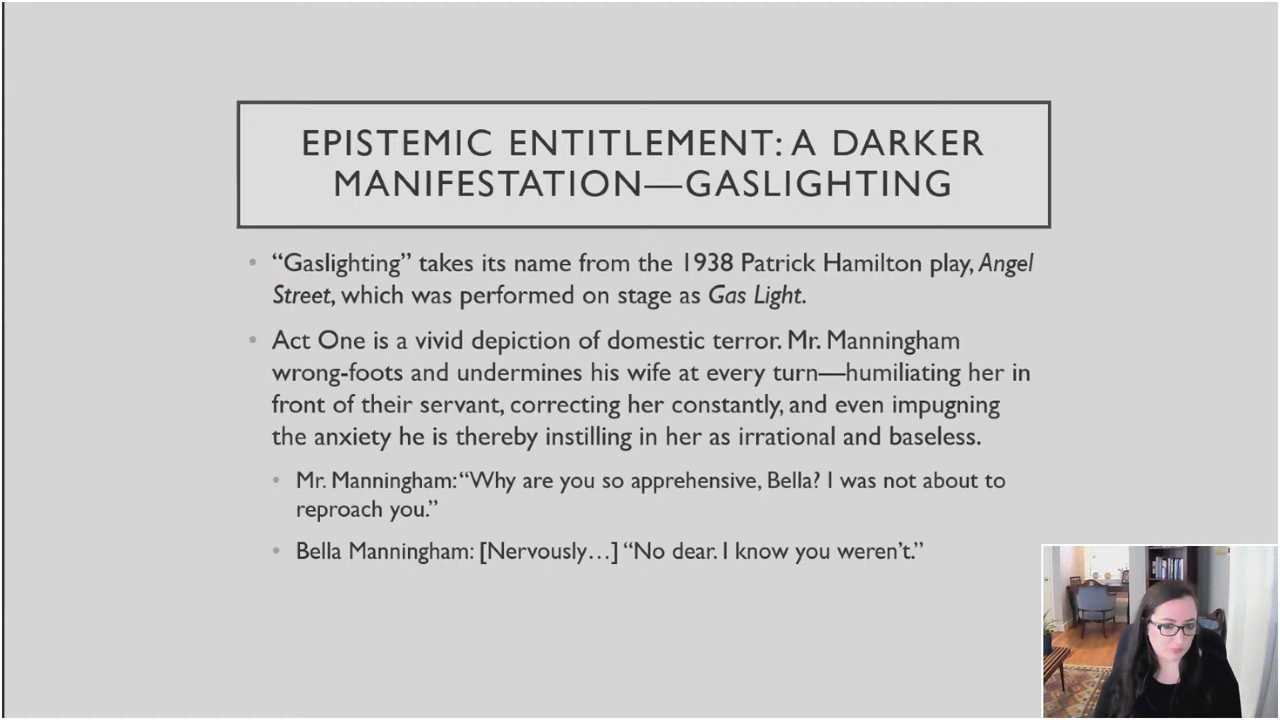 EPISTEMIC ENTITLEMENT: A DARKER
MANIFESTATION—GASLIGHTING
• “Gaslighting” takes its name from the 1938 Patrick Hamilton play, Angel
Street, which was performed on stage as Gas Light.
• Act One is a vivid depiction of domestic terror. Mr. Manningham
wrong-foots and undermines his wife at every turn—humiliating her in
front of their servant, correcting her constantly, and even impugning
the anxiety he is thereby instilling in her as irrational and baseless.
• Mr. Manningham: “Why are you so apprehensive, Bella? I was not about to
reproach you.”
• Bella Manningham: [Nervously…] “No dear. I know you weren’t.”